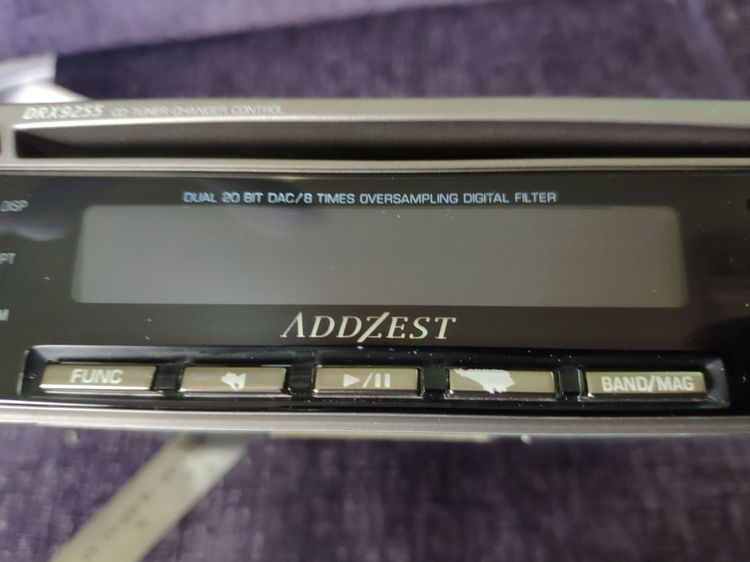 DRX9255 CD·TUNER·CHANGER CONTROL
DISP
DUAL 20 BIT DAC/8 TIMES OVERSAMPLING DIGITAL FILTER
PT
M
ADDZEST
FUNC
BAND/MAG